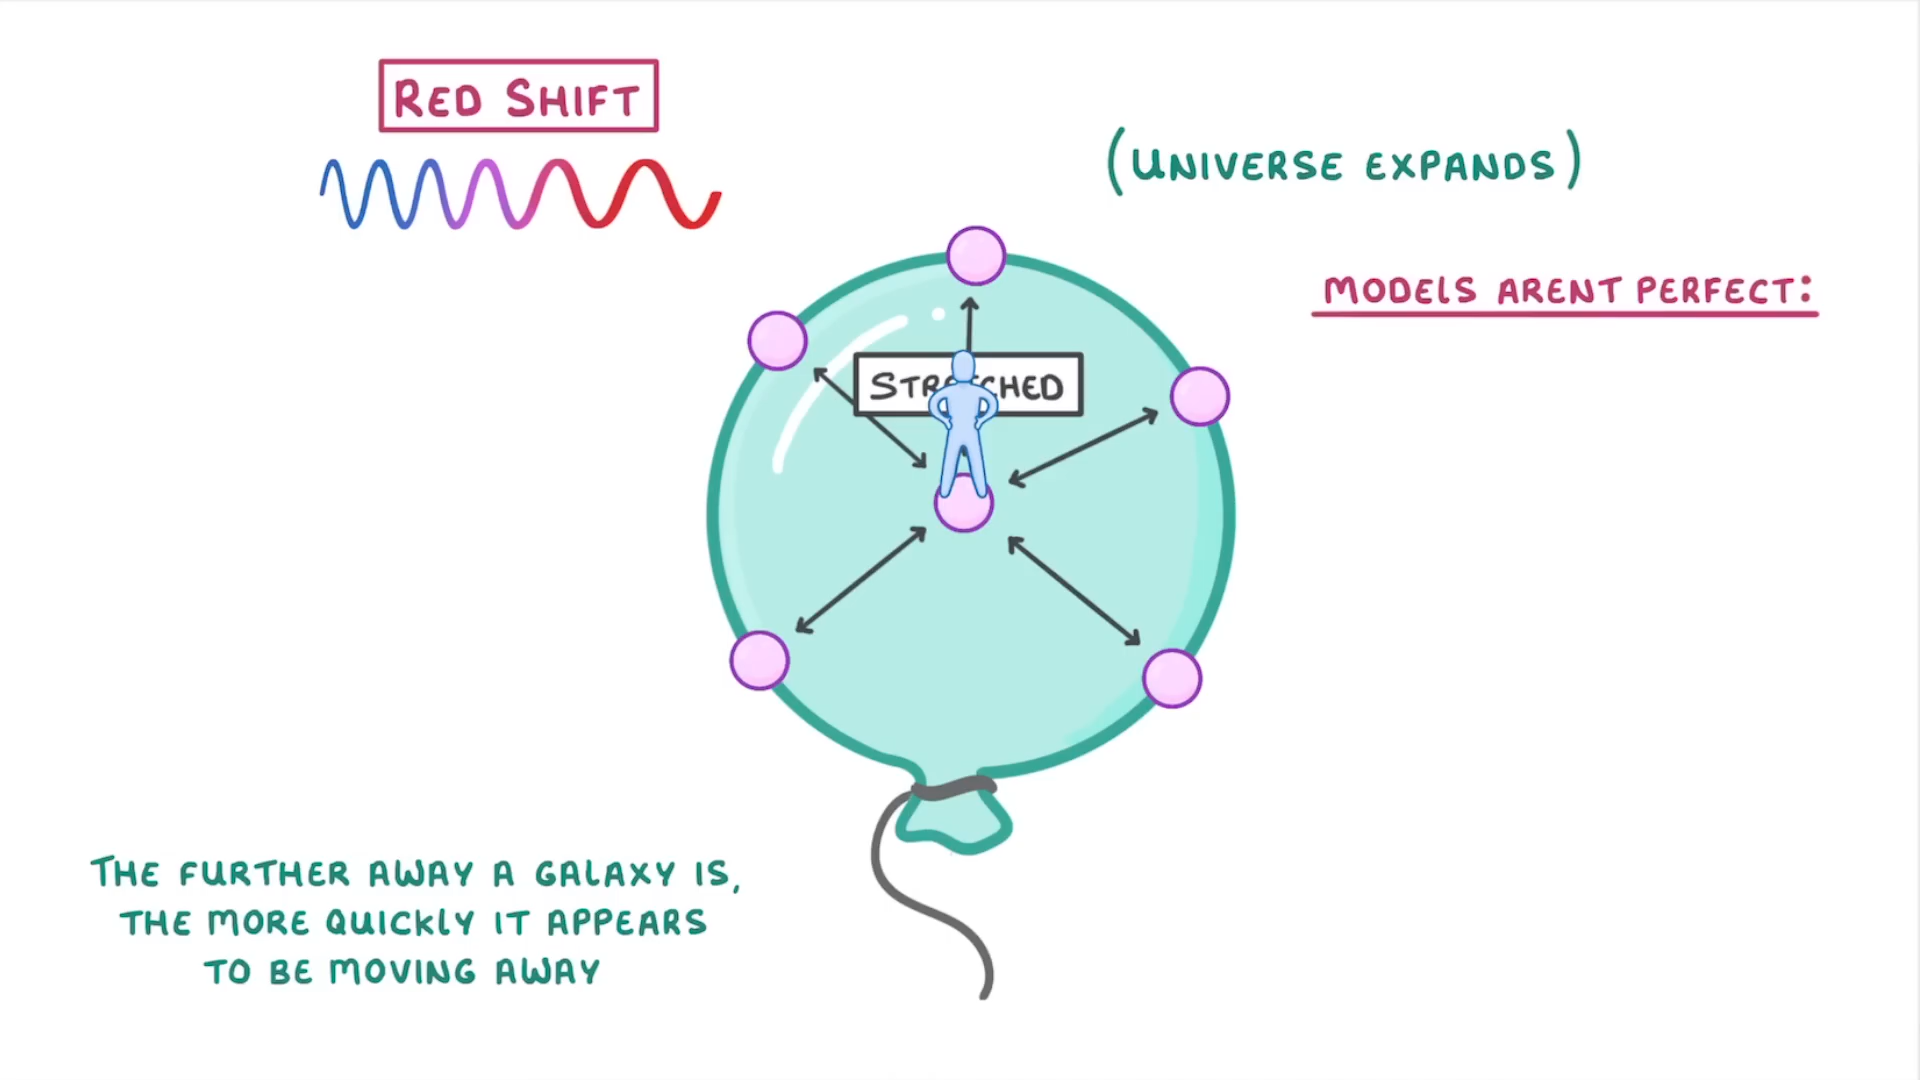 RED SHIFT
(UNIVERSE EXPANDS)
MODELS ARENT PERFECT:
STRETCHED
THE FURTHER AWAY A GALAXY IS,
THE MORE QUICKLY IT APPEARS
TO BE MOVING AWAY